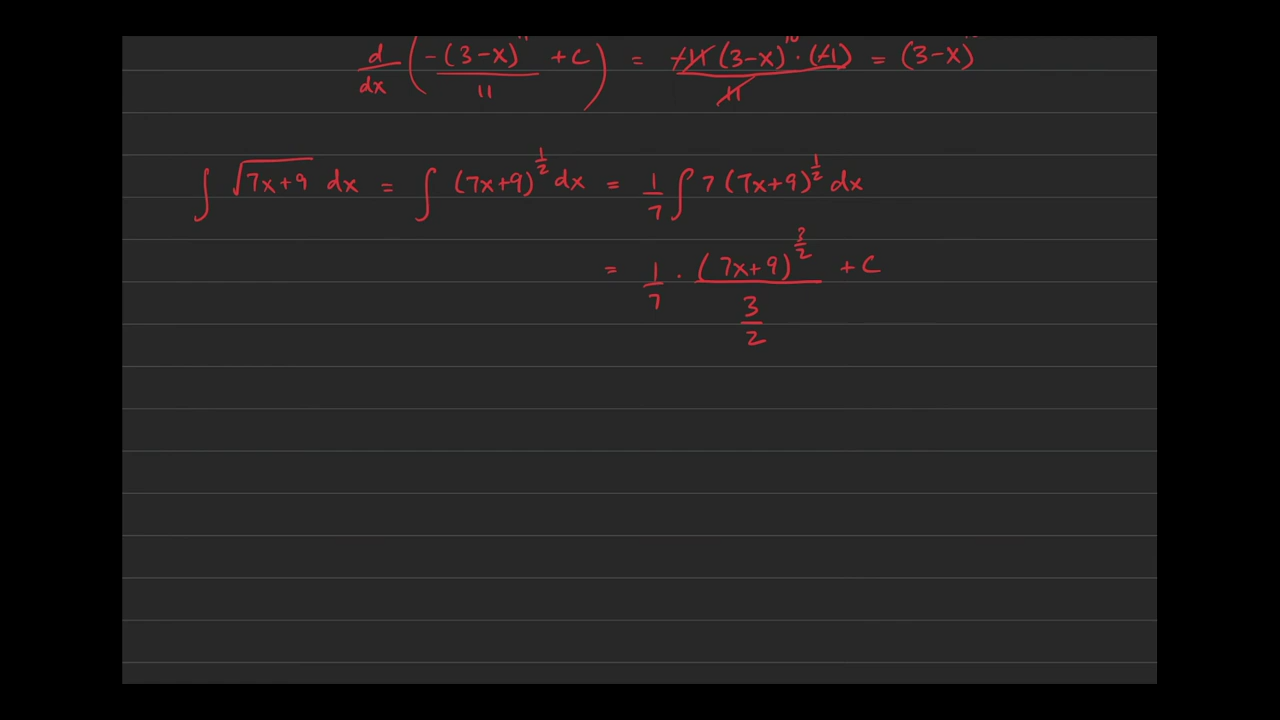 d/dx (-(3-x)^11/11 + C) = -11(3-x)^10 · (-1)/11 = (3-x)^10
∫ √(7x+9) dx = ∫ (7x+9)^(1/2) dx = 1/7 ∫ 7(7x+9)^(1/2) dx
= 1/7 · (7x+9)^(3/2)/(3/2) + C